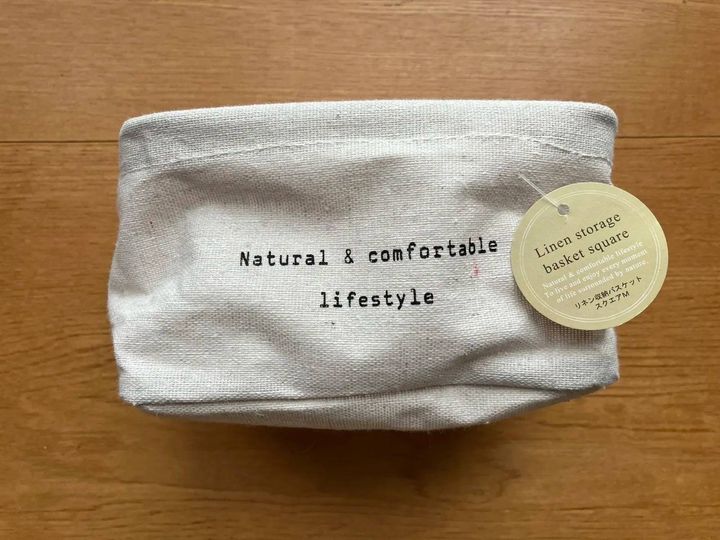 Natural & comfortable
lifestyle
Linen storage
basket square
Natural & comfortable lifestyle
To live and enjoy every moment
of life surrounded by nature.
リネン収納バスケット
スクエアM